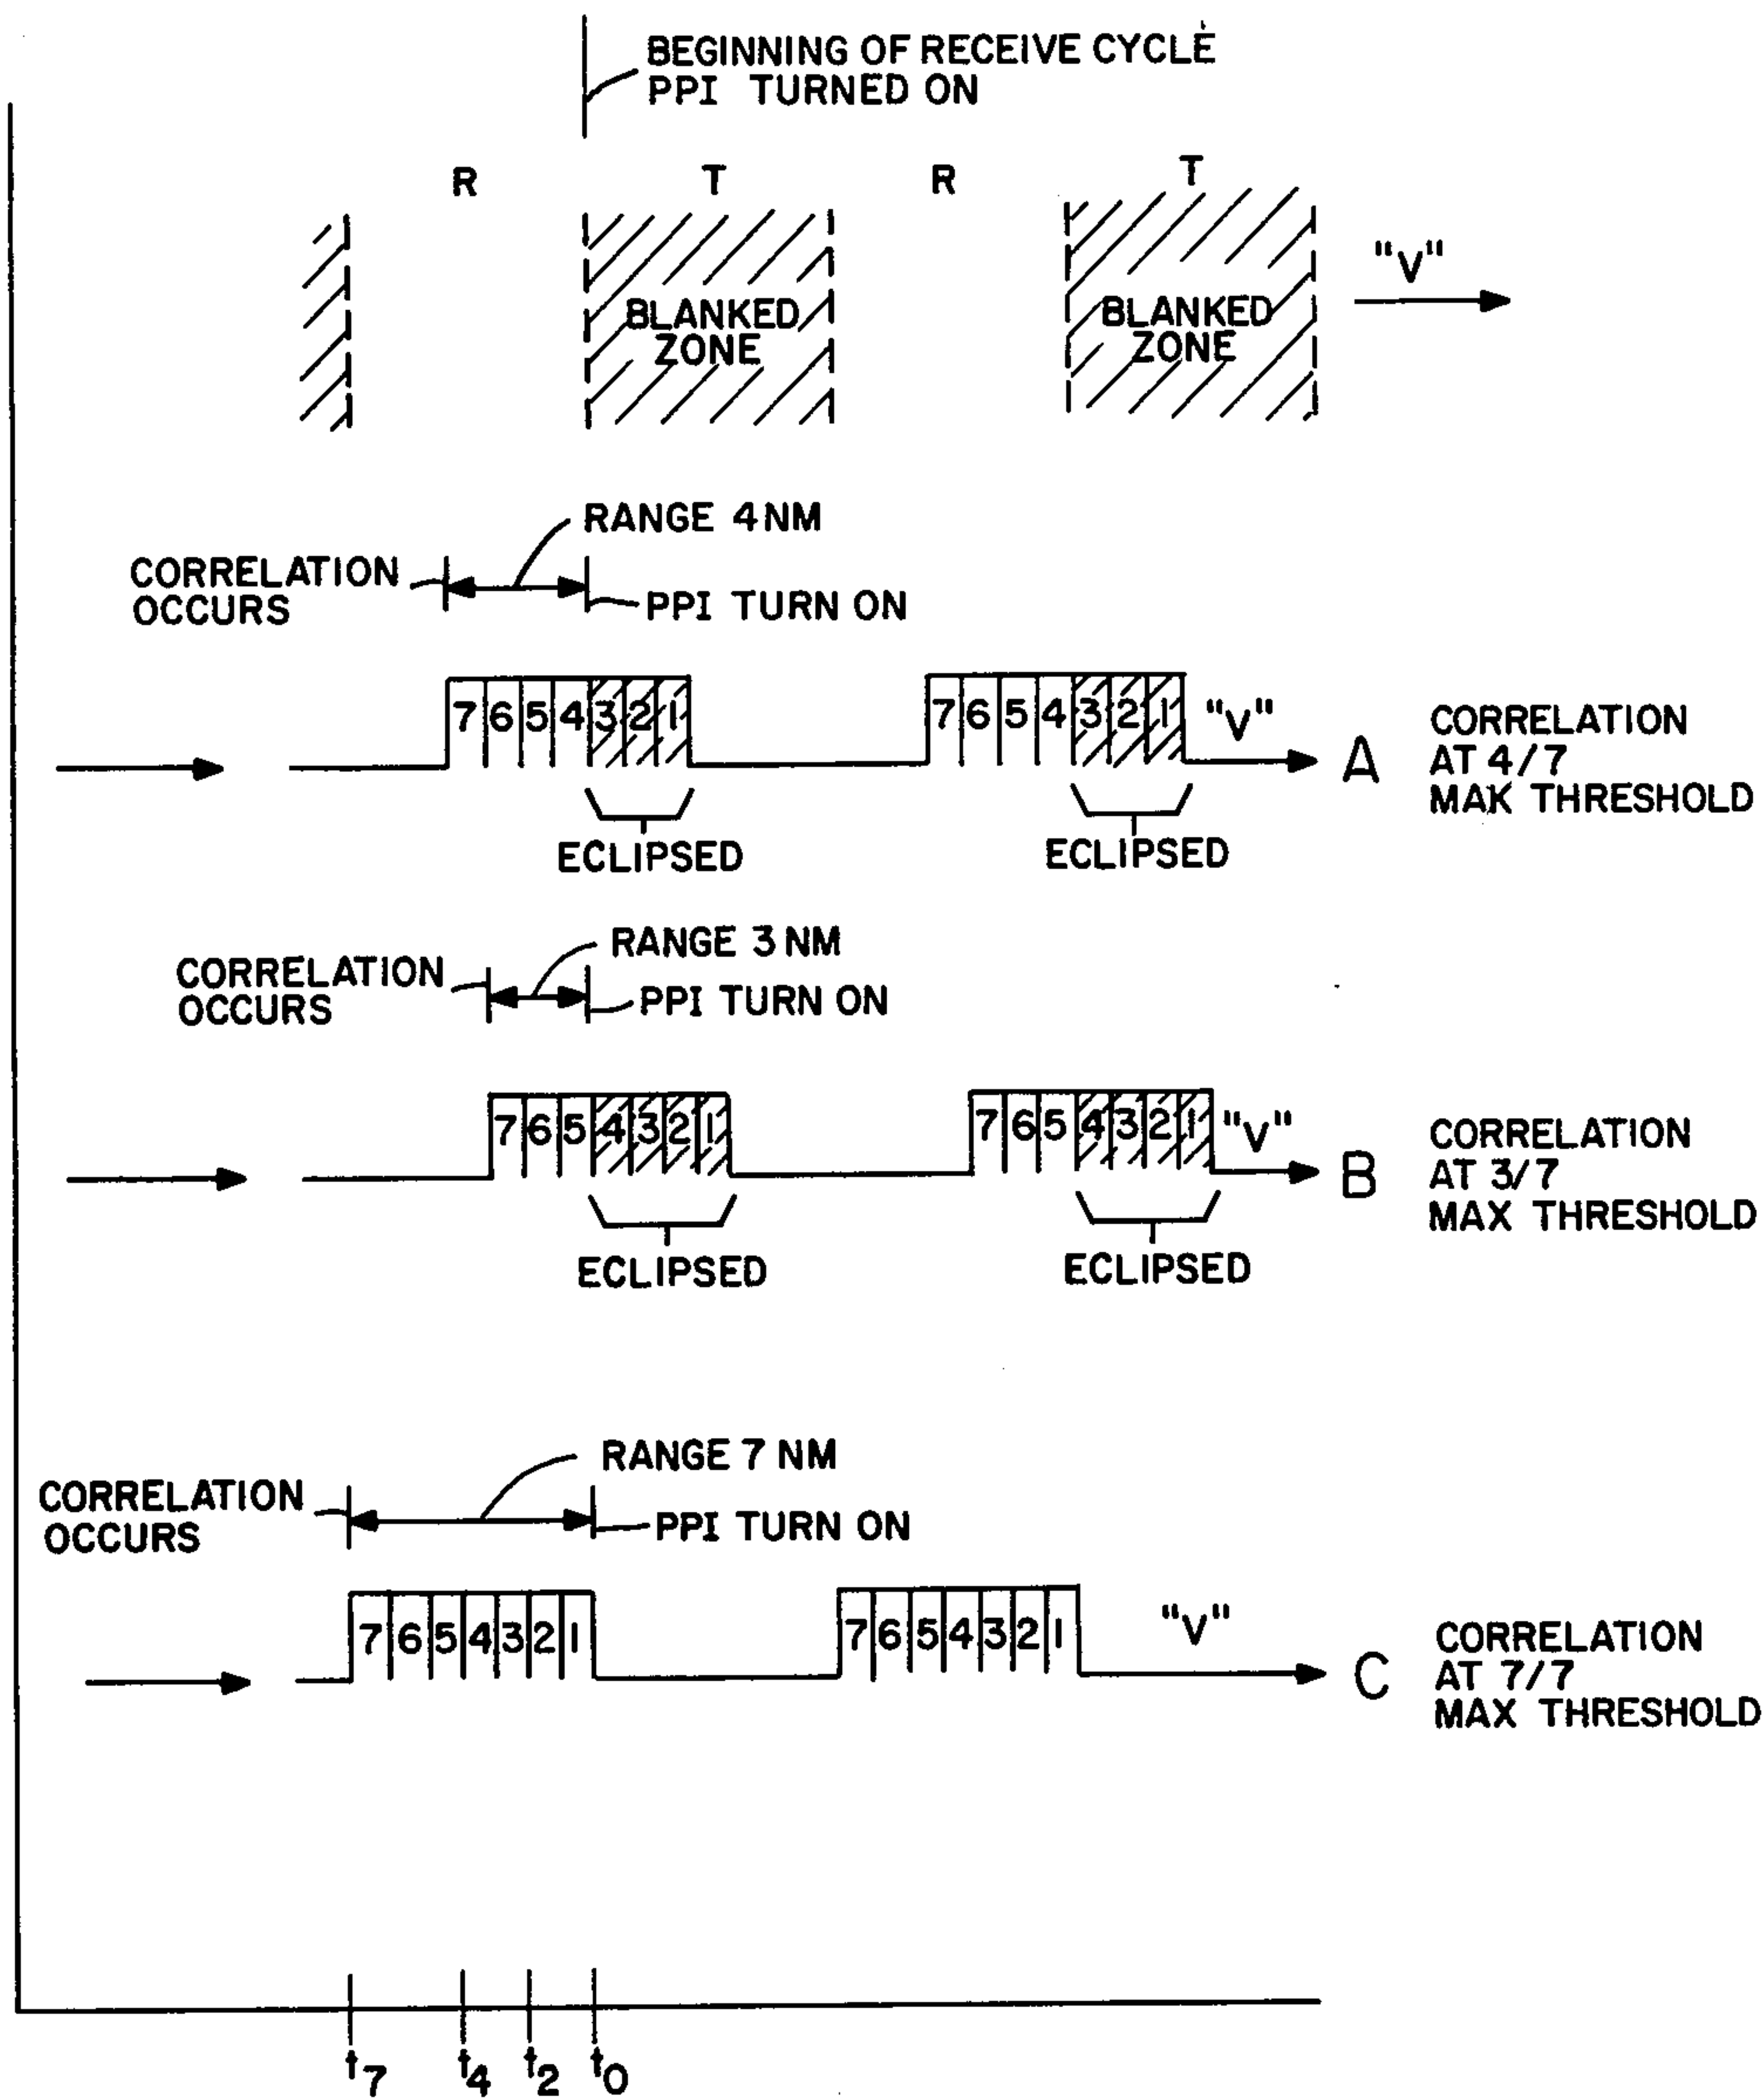 BEGINNING OF RECEIVE CYCLE
PPI TURNED ON
R T R T
"V"
BLANKED
ZONE
BLANKED
ZONE
RANGE 4 NM
CORRELATION
OCCURS
PPI TURN ON
7 6 5 4 3 2 1
7 6 5 4 3 2 1
"V"
A
CORRELATION
AT 4/7
MAK THRESHOLD
ECLIPSED
ECLIPSED
RANGE 3 NM
CORRELATION
OCCURS
PPI TURN ON
7 6 5 4 3 2 1
7 6 5 4 3 2 1
"V"
B
CORRELATION
AT 3/7
MAX THRESHOLD
ECLIPSED
ECLIPSED
RANGE 7 NM
CORRELATION
OCCURS
PPI TURN ON
7 6 5 4 3 2 1
7 6 5 4 3 2 1
"V"
C
CORRELATION
AT 7/7
MAX THRESHOLD
t7 t4 t2 t0